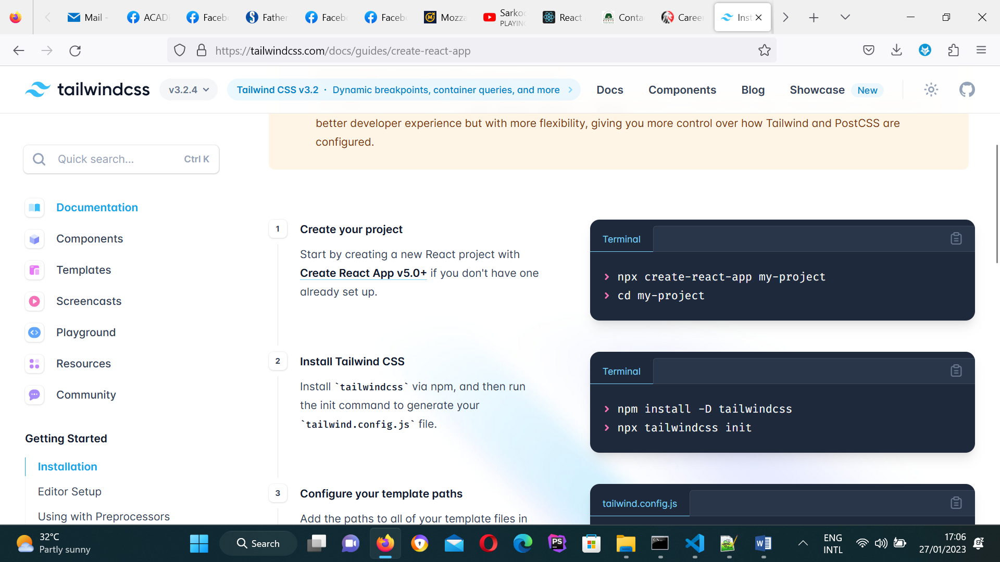 Mail -
ACAD
Faceb
Father
Faceb
Faceb
Mozza
Sarko
PLAYING
React
Conta
Career
Inst
https://tailwindcss.com/docs/guides/create-react-app
tailwindcss
v3.2.4
Tailwind CSS v3.2 · Dynamic breakpoints, container queries, and more
Docs
Components
Blog
Showcase
New
better developer experience but with more flexibility, giving you more control over how Tailwind and PostCSS are
configured.
Quick search...
Ctrl K
Documentation
Components
Templates
Screencasts
Playground
Resources
Community
Getting Started
Installation
Editor Setup
Using with Preprocessors
1
Create your project
Start by creating a new React project with
Create React App v5.0+ if you don't have one
already set up.
Terminal
> npx create-react-app my-project
> cd my-project
2
Install Tailwind CSS
Install `tailwindcss` via npm, and then run
the init command to generate your
`tailwind.config.js` file.
Terminal
> npm install -D tailwindcss
> npx tailwindcss init
3
Configure your template paths
Add the paths to all of your template files in
tailwind.config.js
32°C
Partly sunny
Search
PS
ENG
INTL
17:06
27/01/2023